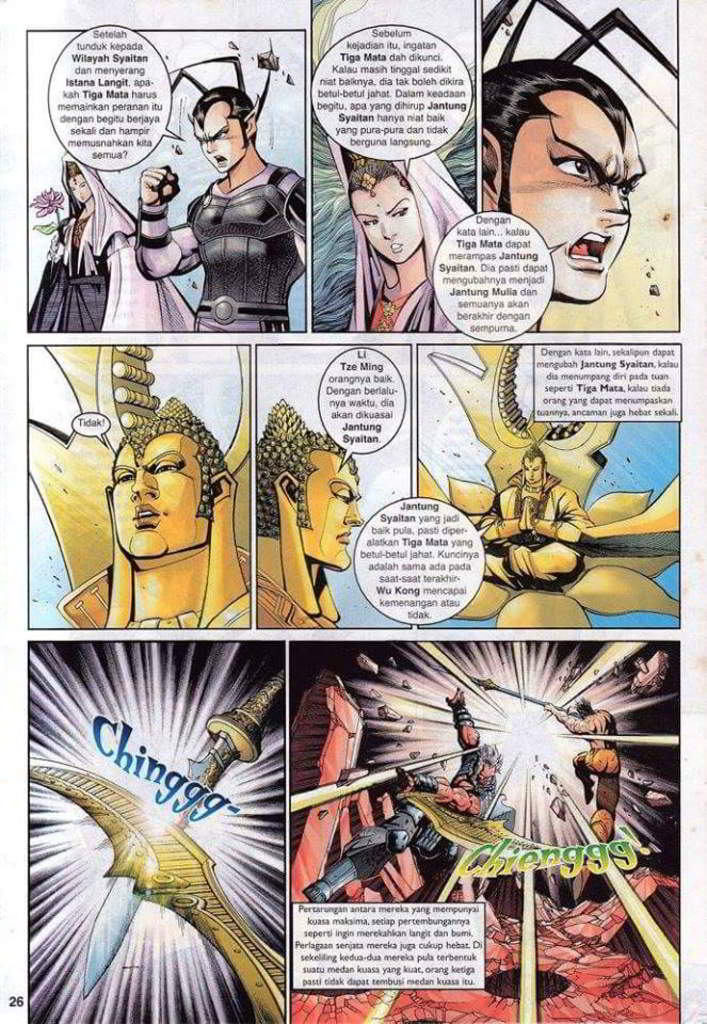 Setelah
tunduk kepada
Wilayah Syaitan
dan menyerang
Istana Langit, apa-
kah Tiga Mata harus
memainkan peranan itu
dengan begitu berjaya
sekali dan hampir
memusnahkan kita
semua?
Sebelum
kejadian itu, ingatan
Tiga Mata dah dikunci.
Kalau masih tinggal sedikit
niat baiknya, dia tak boleh dikira
betul-betul jahat. Dalam keadaan
begitu, apa yang dihirup Jantung
Syaitan hanya niat baik
yang pura-pura dan tidak
berguna langsung.
Dengan
kata lain... kalau
Tiga Mata dapat
merampas Jantung
Syaitan. Dia pasti dapat
mengubahnya menjadi
Jantung Mulia dan
semuanya akan
berakhir dengan
sempurna.
Tidak!
Li
Tze Ming
orangnya baik.
Dengan berlalu-
nya waktu, dia
akan dikuasai
Jantung
Syaitan.
Dengan kata lain, sekalipun dapat
mengubah Jantung Syaitan, kalau
dia menumpang diri pada tuan
seperti Tiga Mata, kalau tiada
orang yang dapat menumpaskan
tuannya, ancaman juga hebat sekali.
Jantung
Syaitan yang jadi
baik pula, pasti diper-
alatkan Tiga Mata yang
betul-betul jahat. Kuncinya
adalah sama ada pada
saat-saat terakhir-
Wu Kong mencapai
kemenangan atau
tidak.
Chinggg-
Chienggg!
Pertarungan antara mereka yang mempunyai
kuasa maksima, setiap pertembungannya
seperti ingin merekahkan langit dan bumi.
Perlagaan senjata mereka juga cukup hebat. Di
sekeliling kedua-dua mereka pula terbentuk
suatu medan kuasa yang kuat, orang ketiga
pasti tidak dapat tembusi medan kuasa itu.
26